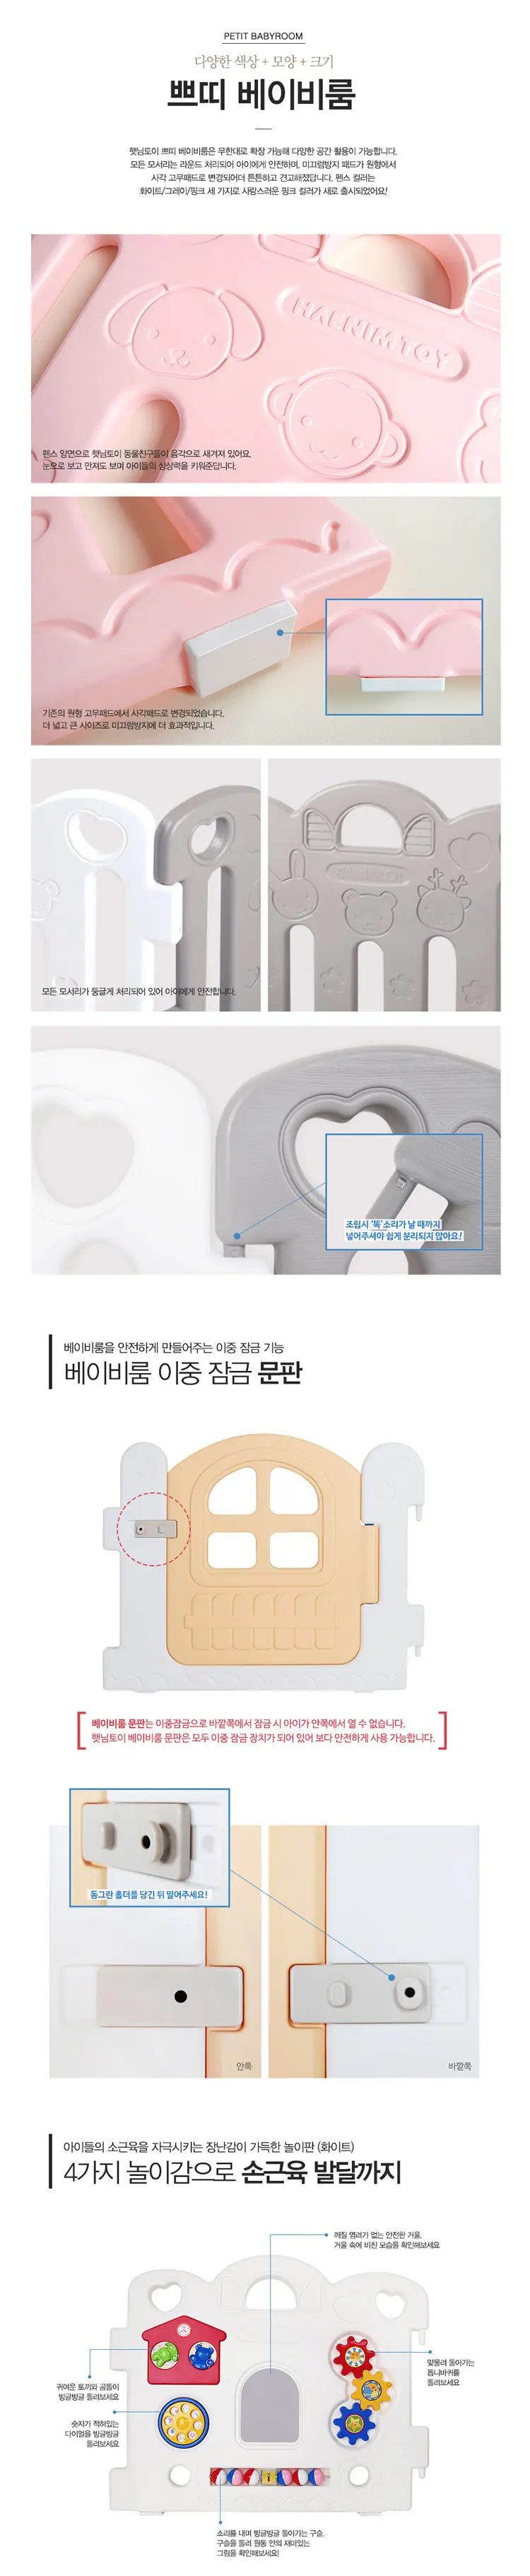 PETIT BABYROOM
다양한 색상 + 모양 + 크기
쁘띠 베이비룸
햇님토이 쁘띠 베이비룸은 무한대로 확장 가능해 다양한 공간 활용이 가능합니다.
모든 모서리는 라운드 처리되어 아이에게 안전하며, 미끄럼방지 패드가 원형에서
사각 고무패드로 변경되어더 튼튼하고 견고해졌답니다. 펜스 컬러는
화이트/그레이/핑크 세 가지로 사랑스러운 핑크 컬러가 새로 출시되었어요!
HAENIMTOY
펜스 양면으로 햇님토이 동물친구들이 음각으로 새겨져 있어요.
눈으로 보고 만져도 보며 아이들의 상상력을 키워준답니다.
기존의 원형 고무패드에서 사각패드로 변경되었습니다.
더 넓고 큰 사이즈로 미끄럼방지에 더 효과적입니다.
모든 모서리가 둥글게 처리되어 있어 아이에게 안전합니다.
조립시 '똑'소리가 날 때까지
넣어주셔야 쉽게 분리되지 않아요!
베이비룸을 안전하게 만들어주는 이중 잠금 기능
베이비룸 이중 잠금 문판
베이비룸 문판는 이중잠금으로 바깥쪽에서 잠금 시 아이가 안쪽에서 열 수 없습니다.
햇님토이 베이비룸 문판은 모두 이중 잠금 장치가 되어 있어 보다 안전하게 사용 가능합니다.
동그란 홀더를 당긴 뒤 밀어주세요!
안쪽
바깥쪽
아이들의 소근육을 자극시키는 장난감이 가득한 놀이판 (화이트)
4가지 놀이감으로 손근육 발달까지
깨질 염려가 없는 안전한 거울,
거울 속에 비친 모습을 확인해보세요
맞물려 돌아가는
톱니바퀴를
돌려보세요
귀여운 토끼와 곰돌이
빙글빙글 돌려보세요
숫자가 적혀있는
다이얼을 빙글빙글
돌려보세요
소리를 내며 빙글빙글 돌아가는 구슬,
구슬을 돌려 원통 안의 재미있는
그림을 확인해보세요!